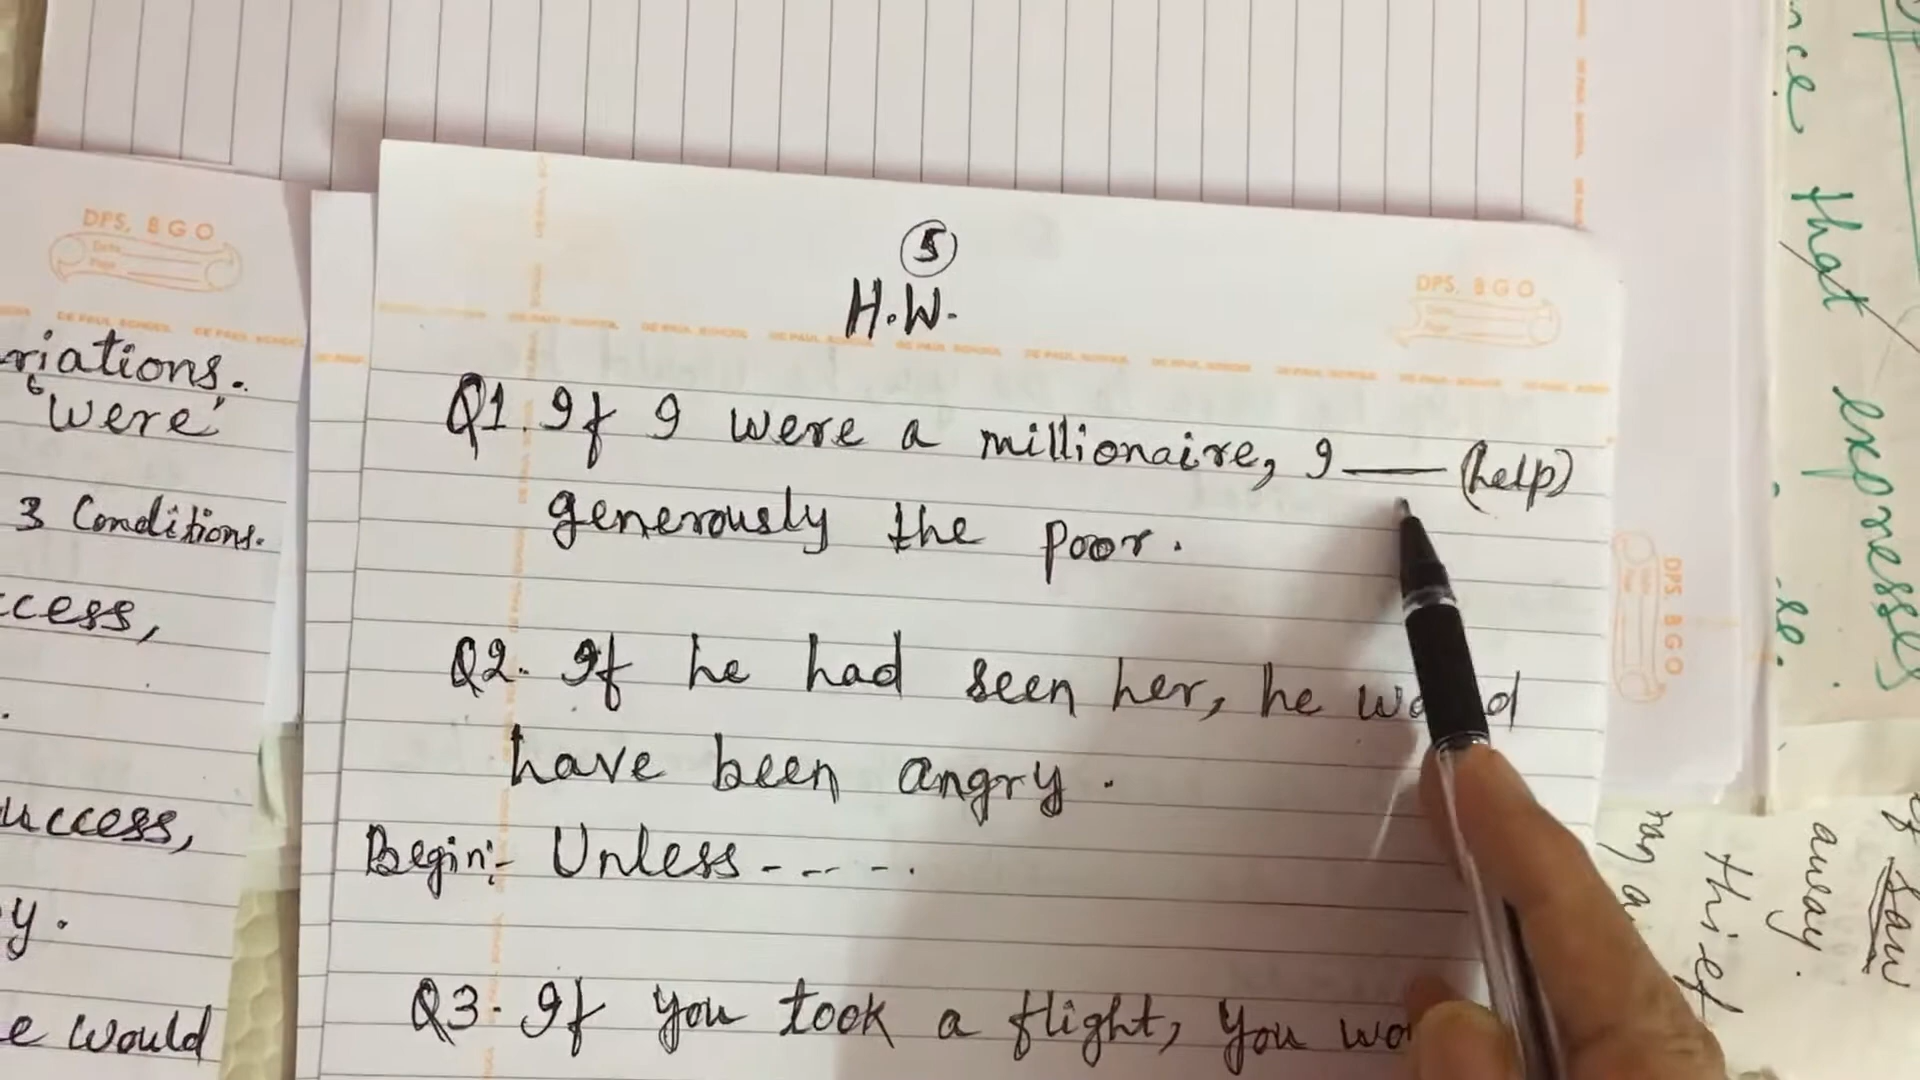 DPS, BGO
riations.
"were"
3 Conditions.
ccess,
uccess,
y.
e would
5
H.W.
DPS, BGO
Q1. If I were a millionaire, I ___ (help)
generously the poor.
Q2. If he had seen her, he
have been angry.
Begin:- Unless - - - - .
Q3. If you took a flight, you
DPS BGO
nce that expresses
away.
Saw
thief